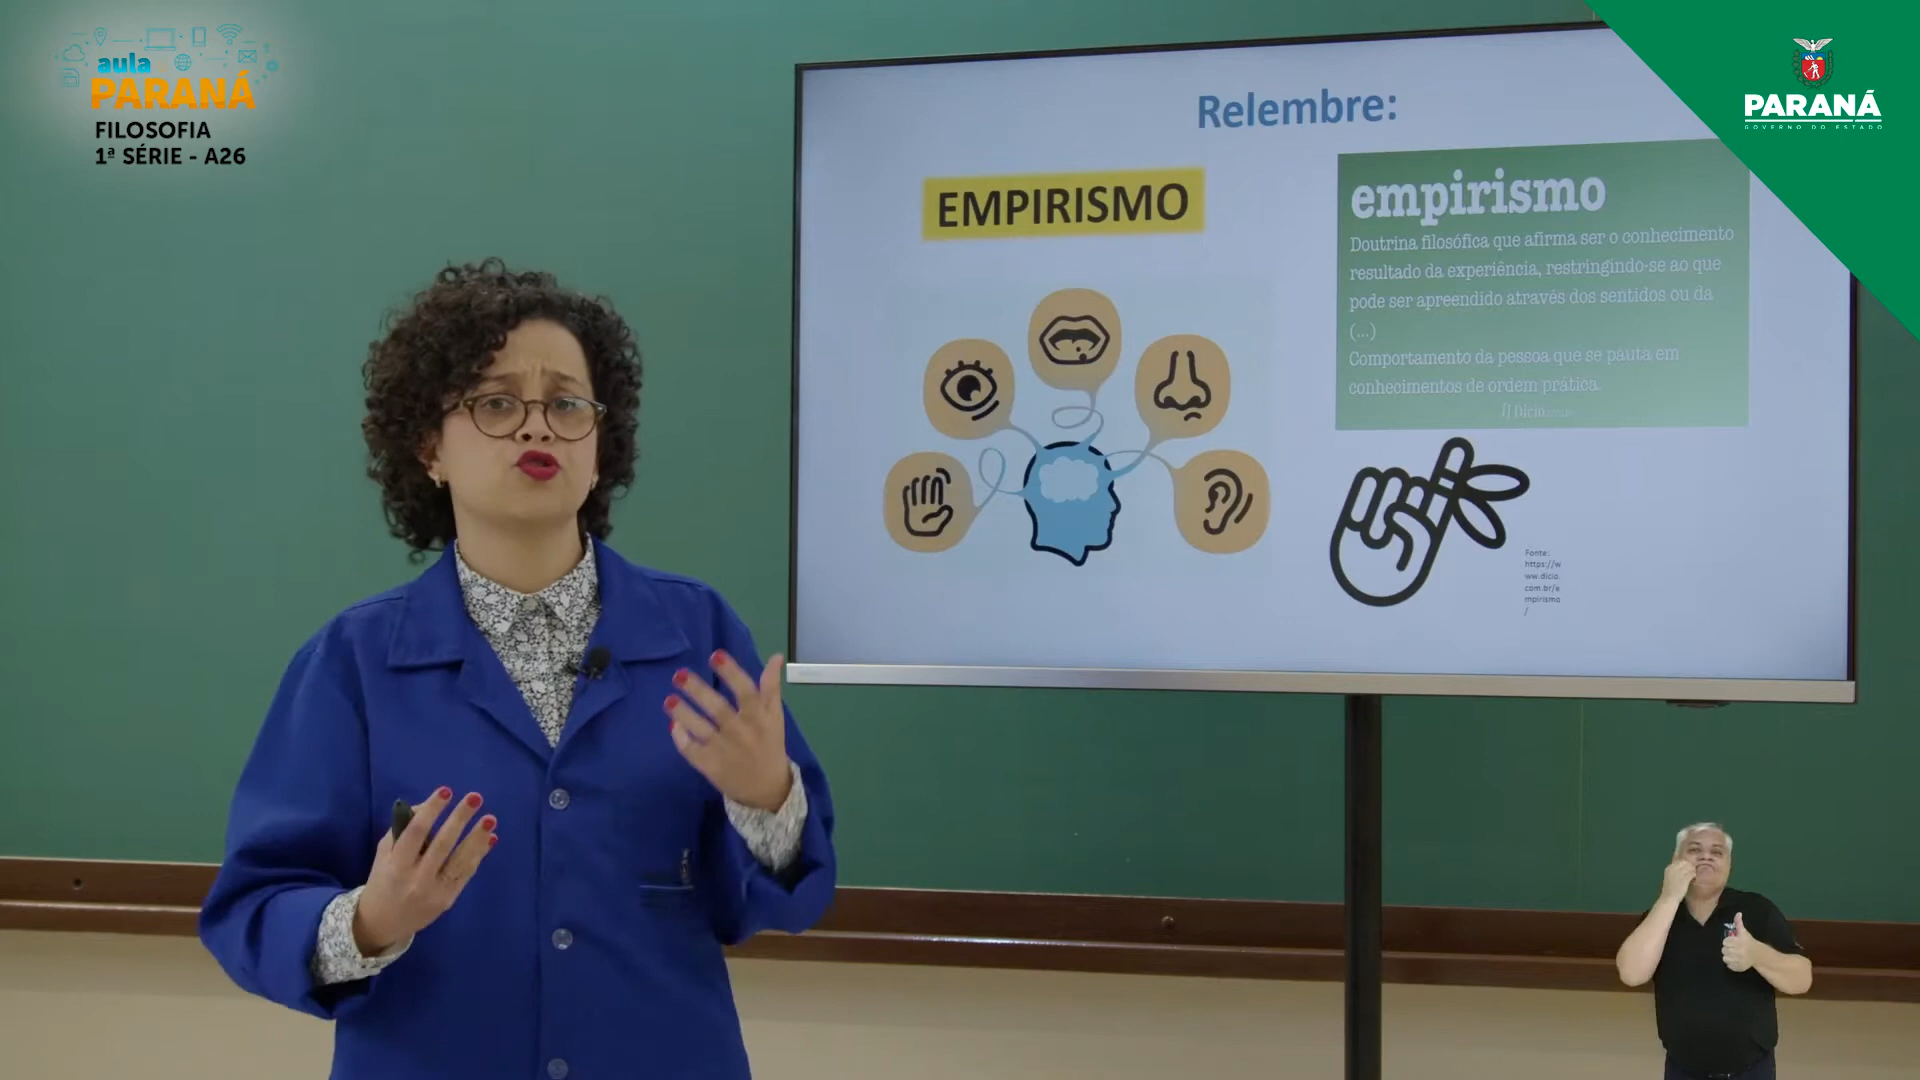 aula
PARANÁ
FILOSOFIA
1ª SÉRIE - A26
Relembre:
EMPIRISMO
empirismo
Doutrina filosófica que afirma ser o conhecimento
resultado da experiência, restringindo-se ao que
pode ser apreendido através dos sentidos ou da
(...)
Comportamento da pessoa que se pauta em
conhecimentos de ordem prática.
Dicio
Fonte:
https://w
ww.dicio.
com.br/e
mpirismo
/
PARANÁ
GOVERNO DO ESTADO